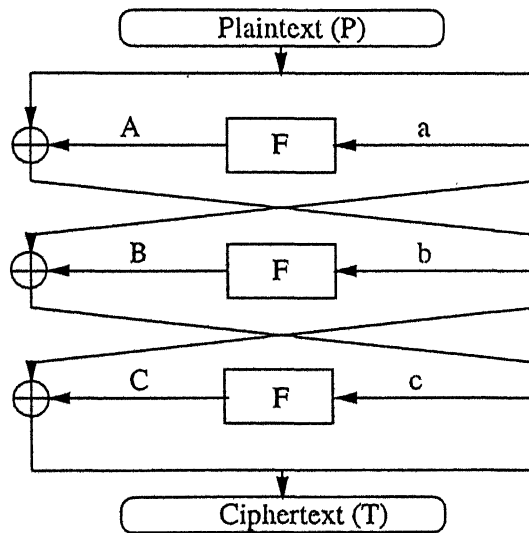 Plaintext (P)
A F a
B F b
C F c
Ciphertext (T)